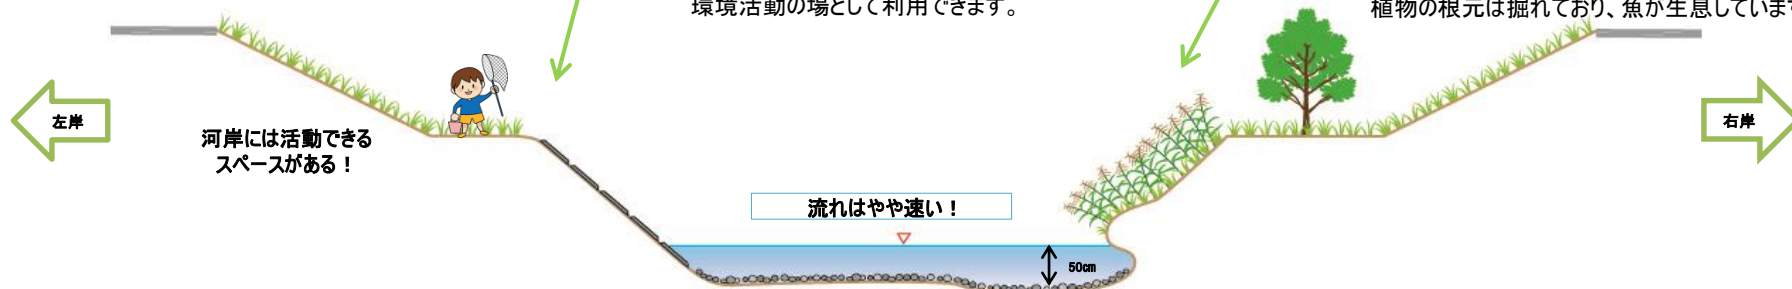 環境活動の場として利用できます。
植物の根元は掘れており、魚が生息しています
左岸
河岸には活動できる
スペースがある！
流れはやや速い！
50cm
右岸